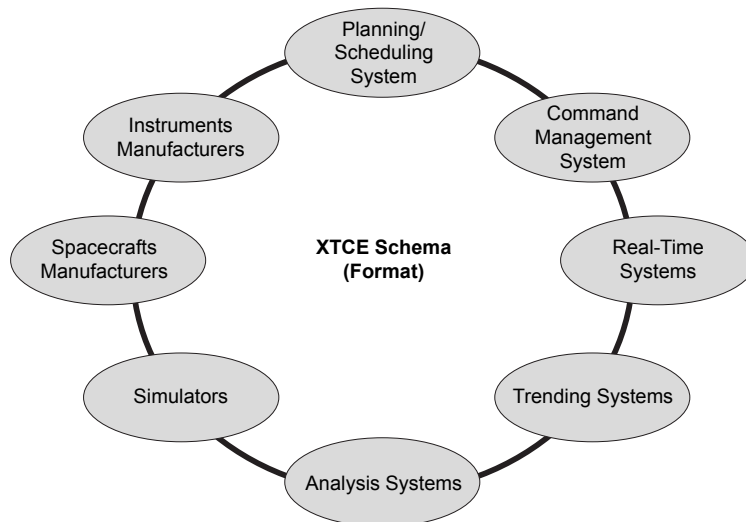 Planning/
Scheduling
System
Command
Management
System
Real-Time
Systems
Trending Systems
Analysis Systems
Simulators
Spacecrafts
Manufacturers
Instruments
Manufacturers
XTCE Schema
(Format)